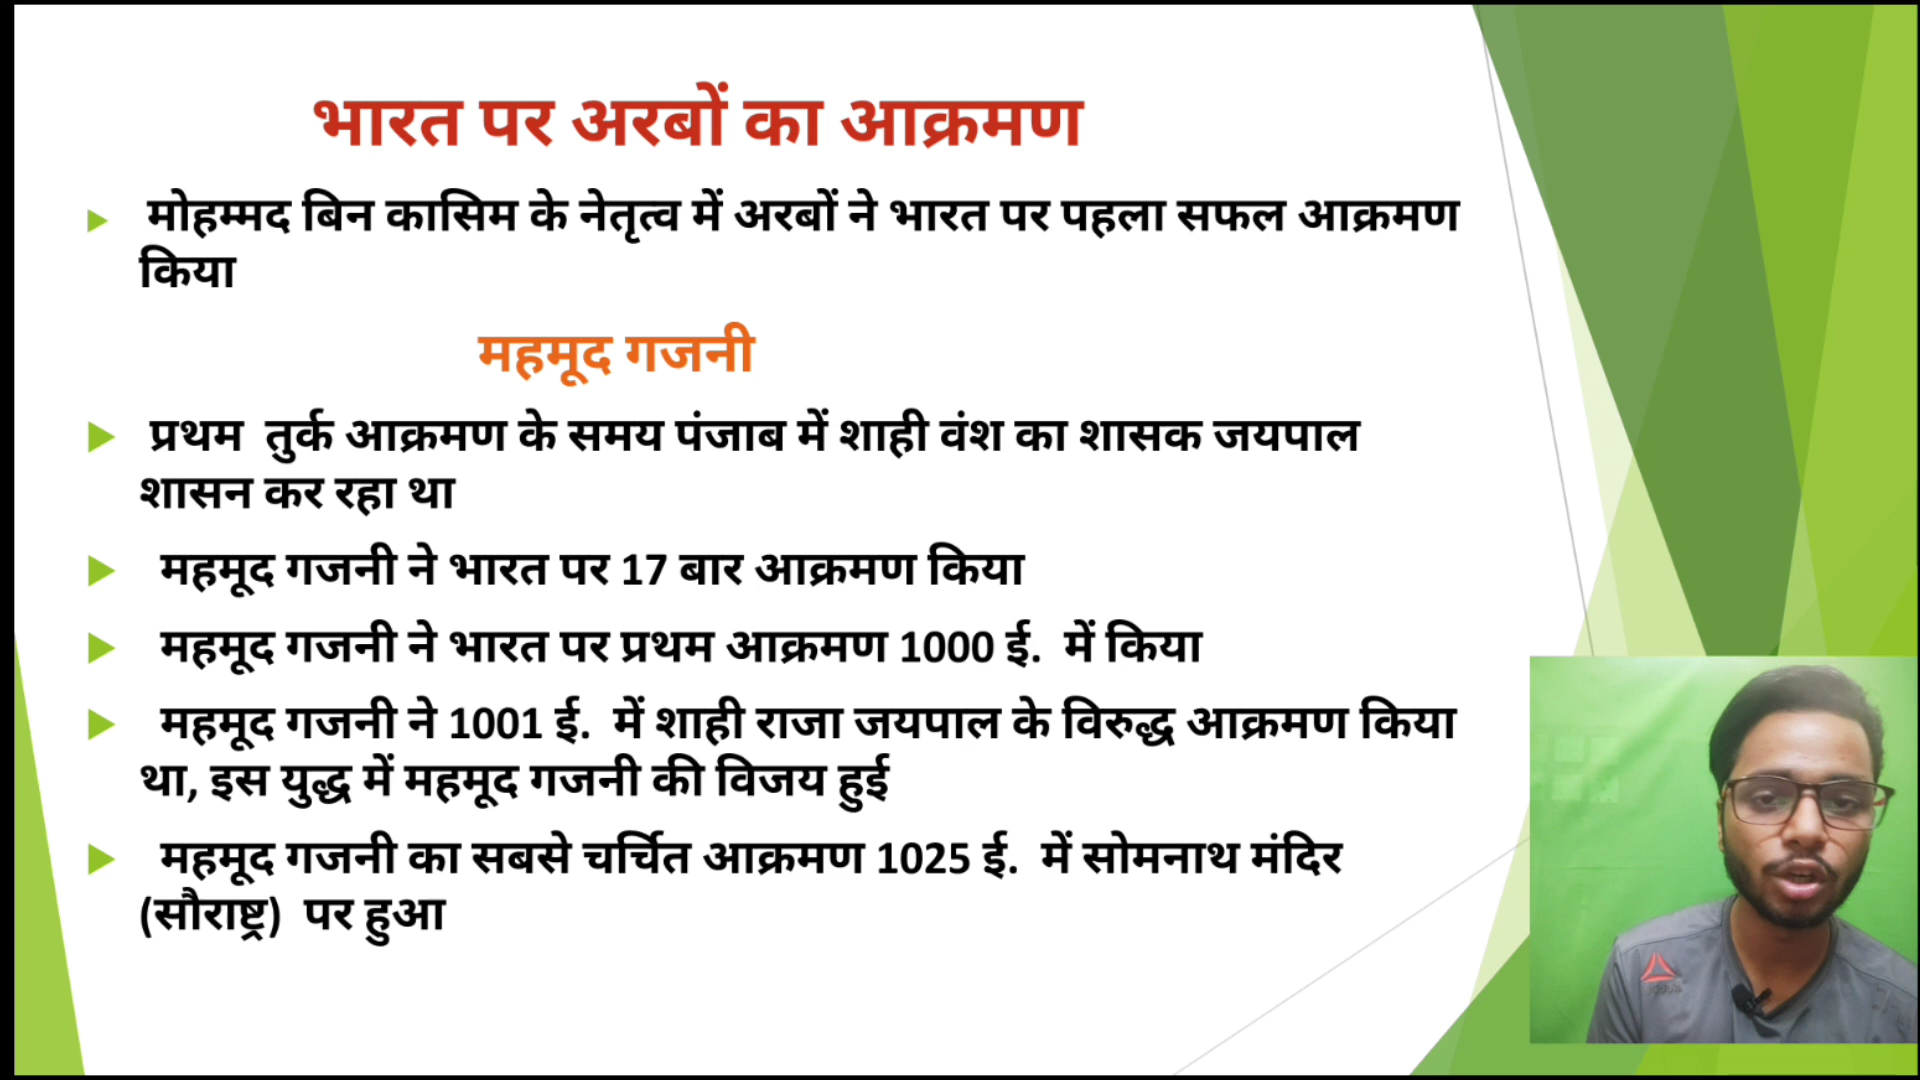 भारत पर अरबों का आक्रमण
मोहम्मद बिन कासिम के नेतृत्व में अरबों ने भारत पर पहला सफल आक्रमण
किया
महमूद गजनी
प्रथम तुर्क आक्रमण के समय पंजाब में शाही वंश का शासक जयपाल
शासन कर रहा था
महमूद गजनी ने भारत पर 17 बार आक्रमण किया
महमूद गजनी ने भारत पर प्रथम आक्रमण 1000 ई. में किया
महमूद गजनी ने 1001 ई. में शाही राजा जयपाल के विरुद्ध आक्रमण किया
था, इस युद्ध में महमूद गजनी की विजय हुई
महमूद गजनी का सबसे चर्चित आक्रमण 1025 ई. में सोमनाथ मंदिर
(सौराष्ट्र) पर हुआ